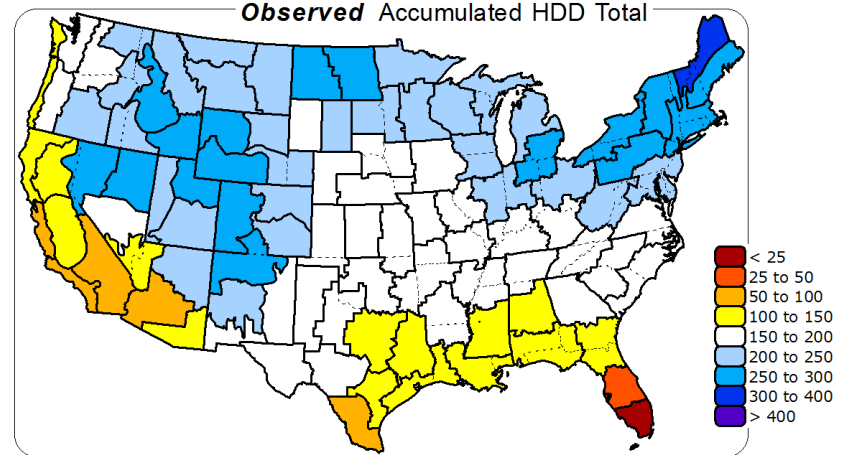 Observed Accumulated HDD Total
< 25
25 to 50
50 to 100
100 to 150
150 to 200
200 to 250
250 to 300
300 to 400
> 400